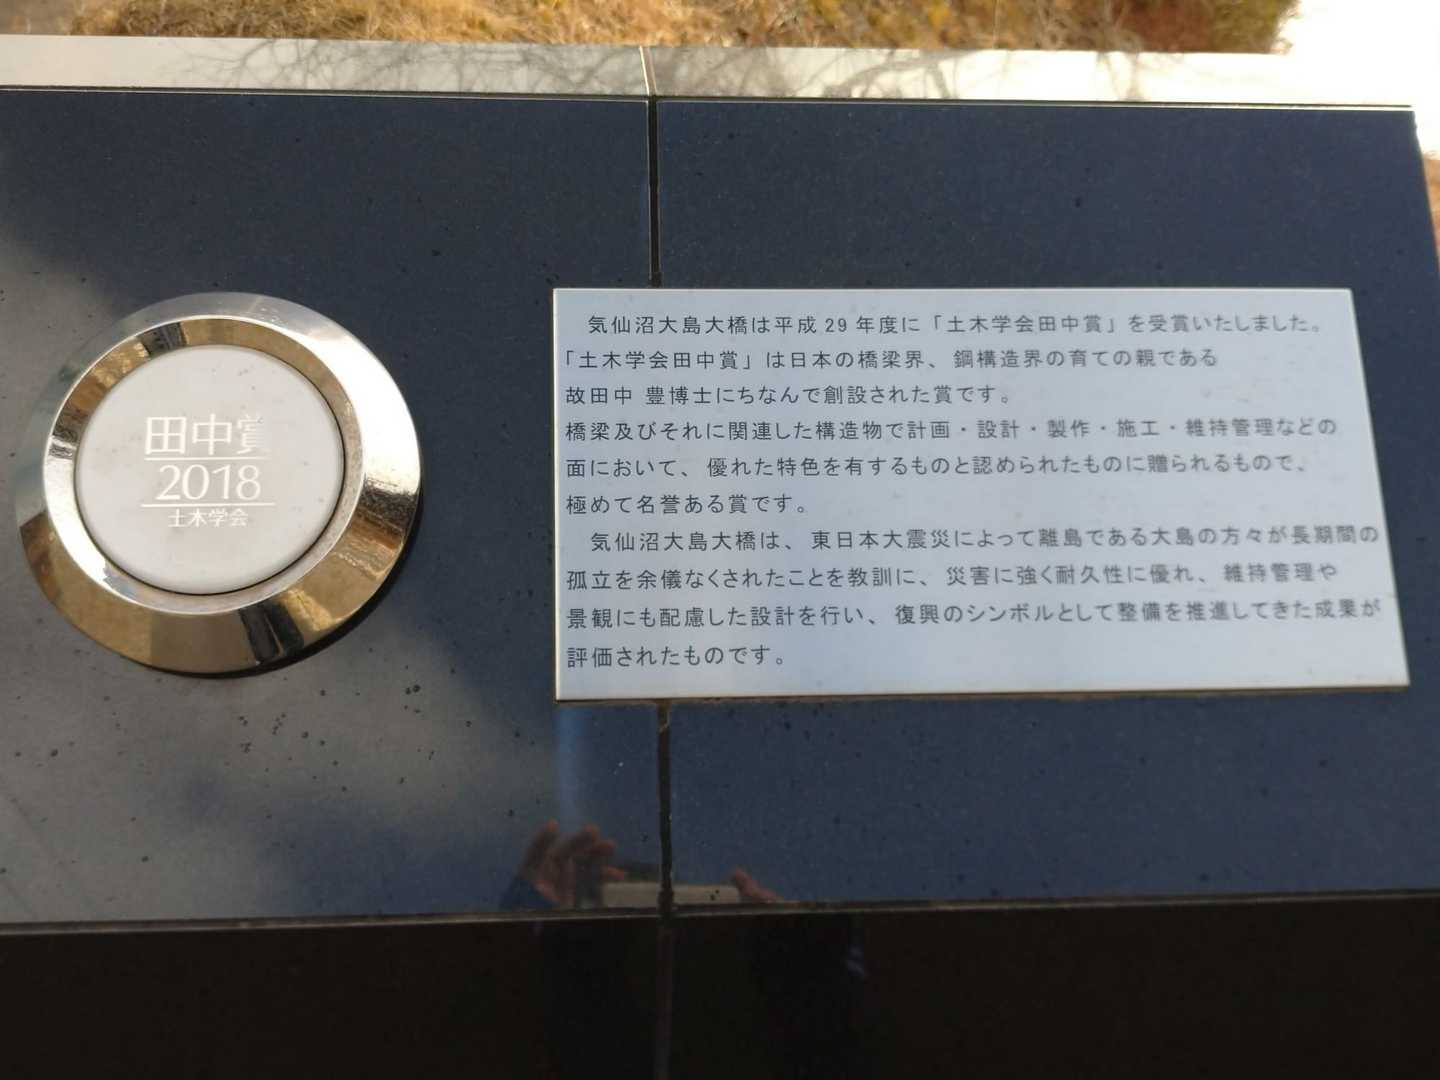 田中賞
2018
土木学会
気仙沼大島大橋は平成29年度に「土木学会田中賞」を受賞いたしました。
「土木学会田中賞」は日本の橋梁界、鋼構造界の育ての親である
故田中 豊博士にちなんで創設された賞です。
橋梁及びそれに関連した構造物で計画・設計・製作・施工・維持管理などの
面において、優れた特色を有するものと認められたものに贈られるもので、
極めて名誉ある賞です。
気仙沼大島大橋は、東日本大震災によって離島である大島の方々が長期間の
孤立を余儀なくされたことを教訓に、災害に強く耐久性に優れ、維持管理や
景観にも配慮した設計を行い、復興のシンボルとして整備を推進してきた成果が
評価されたものです。